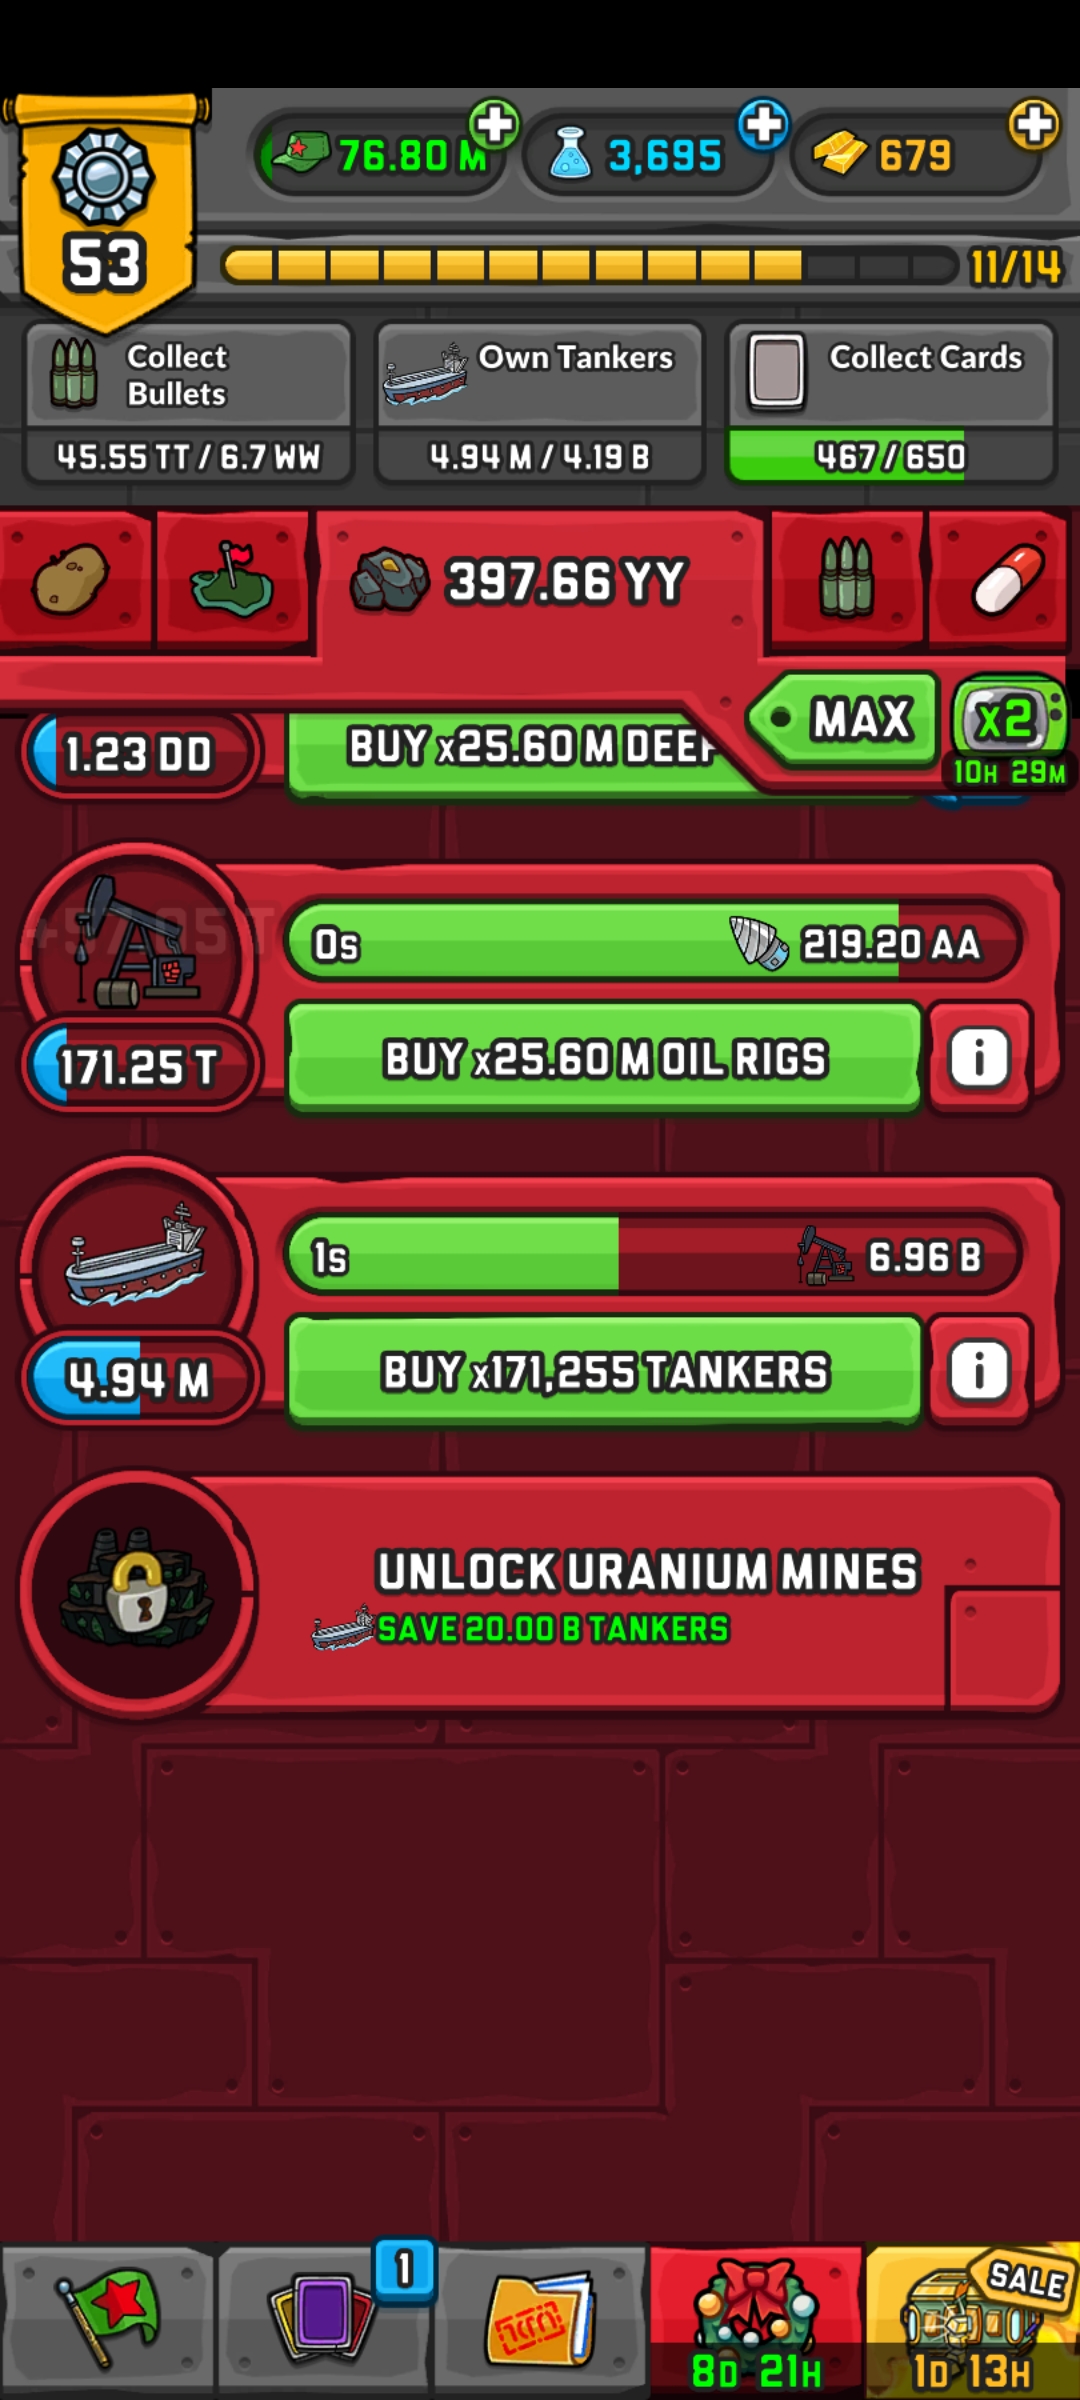 76.80 M
3,695
679
53
11/14
Collect
Bullets
Own Tankers
Collect Cards
45.55 TT / 6.7 WW
4.94 M / 4.19 B
467 / 650
397.66 YY
MAX
x2
10H 29M
1.23 DD
BUY x25.60 M DEEP
0s
219.20 AA
171.25 T
BUY x25.60 M OIL RIGS
1s
6.96 B
4.94 M
BUY x171,255 TANKERS
UNLOCK URANIUM MINES
SAVE 20.00 B TANKERS
1
SALE
8D 21H
1D 13H